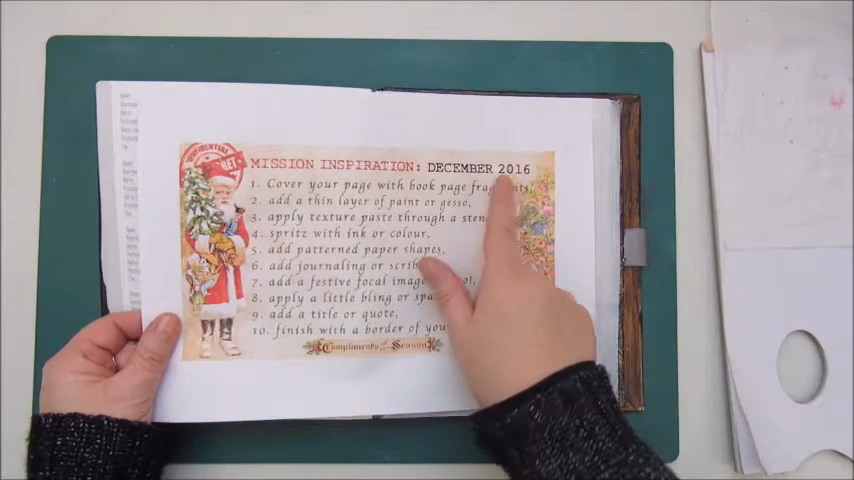 CONFIDENTIAL
MISSION INSPIRATION: DECEMBER 2016
1. Cover your page with book page fragments,
2. add a thin layer of paint or gesso,
3. apply texture paste through a
4. spritz with ink or colour,
5. add patterned paper shapes,
6. add journaling or
7. add a festive focal
8. apply a little bling or
9. add a title or quote,
10. finish with a border of
Compliments of the Season